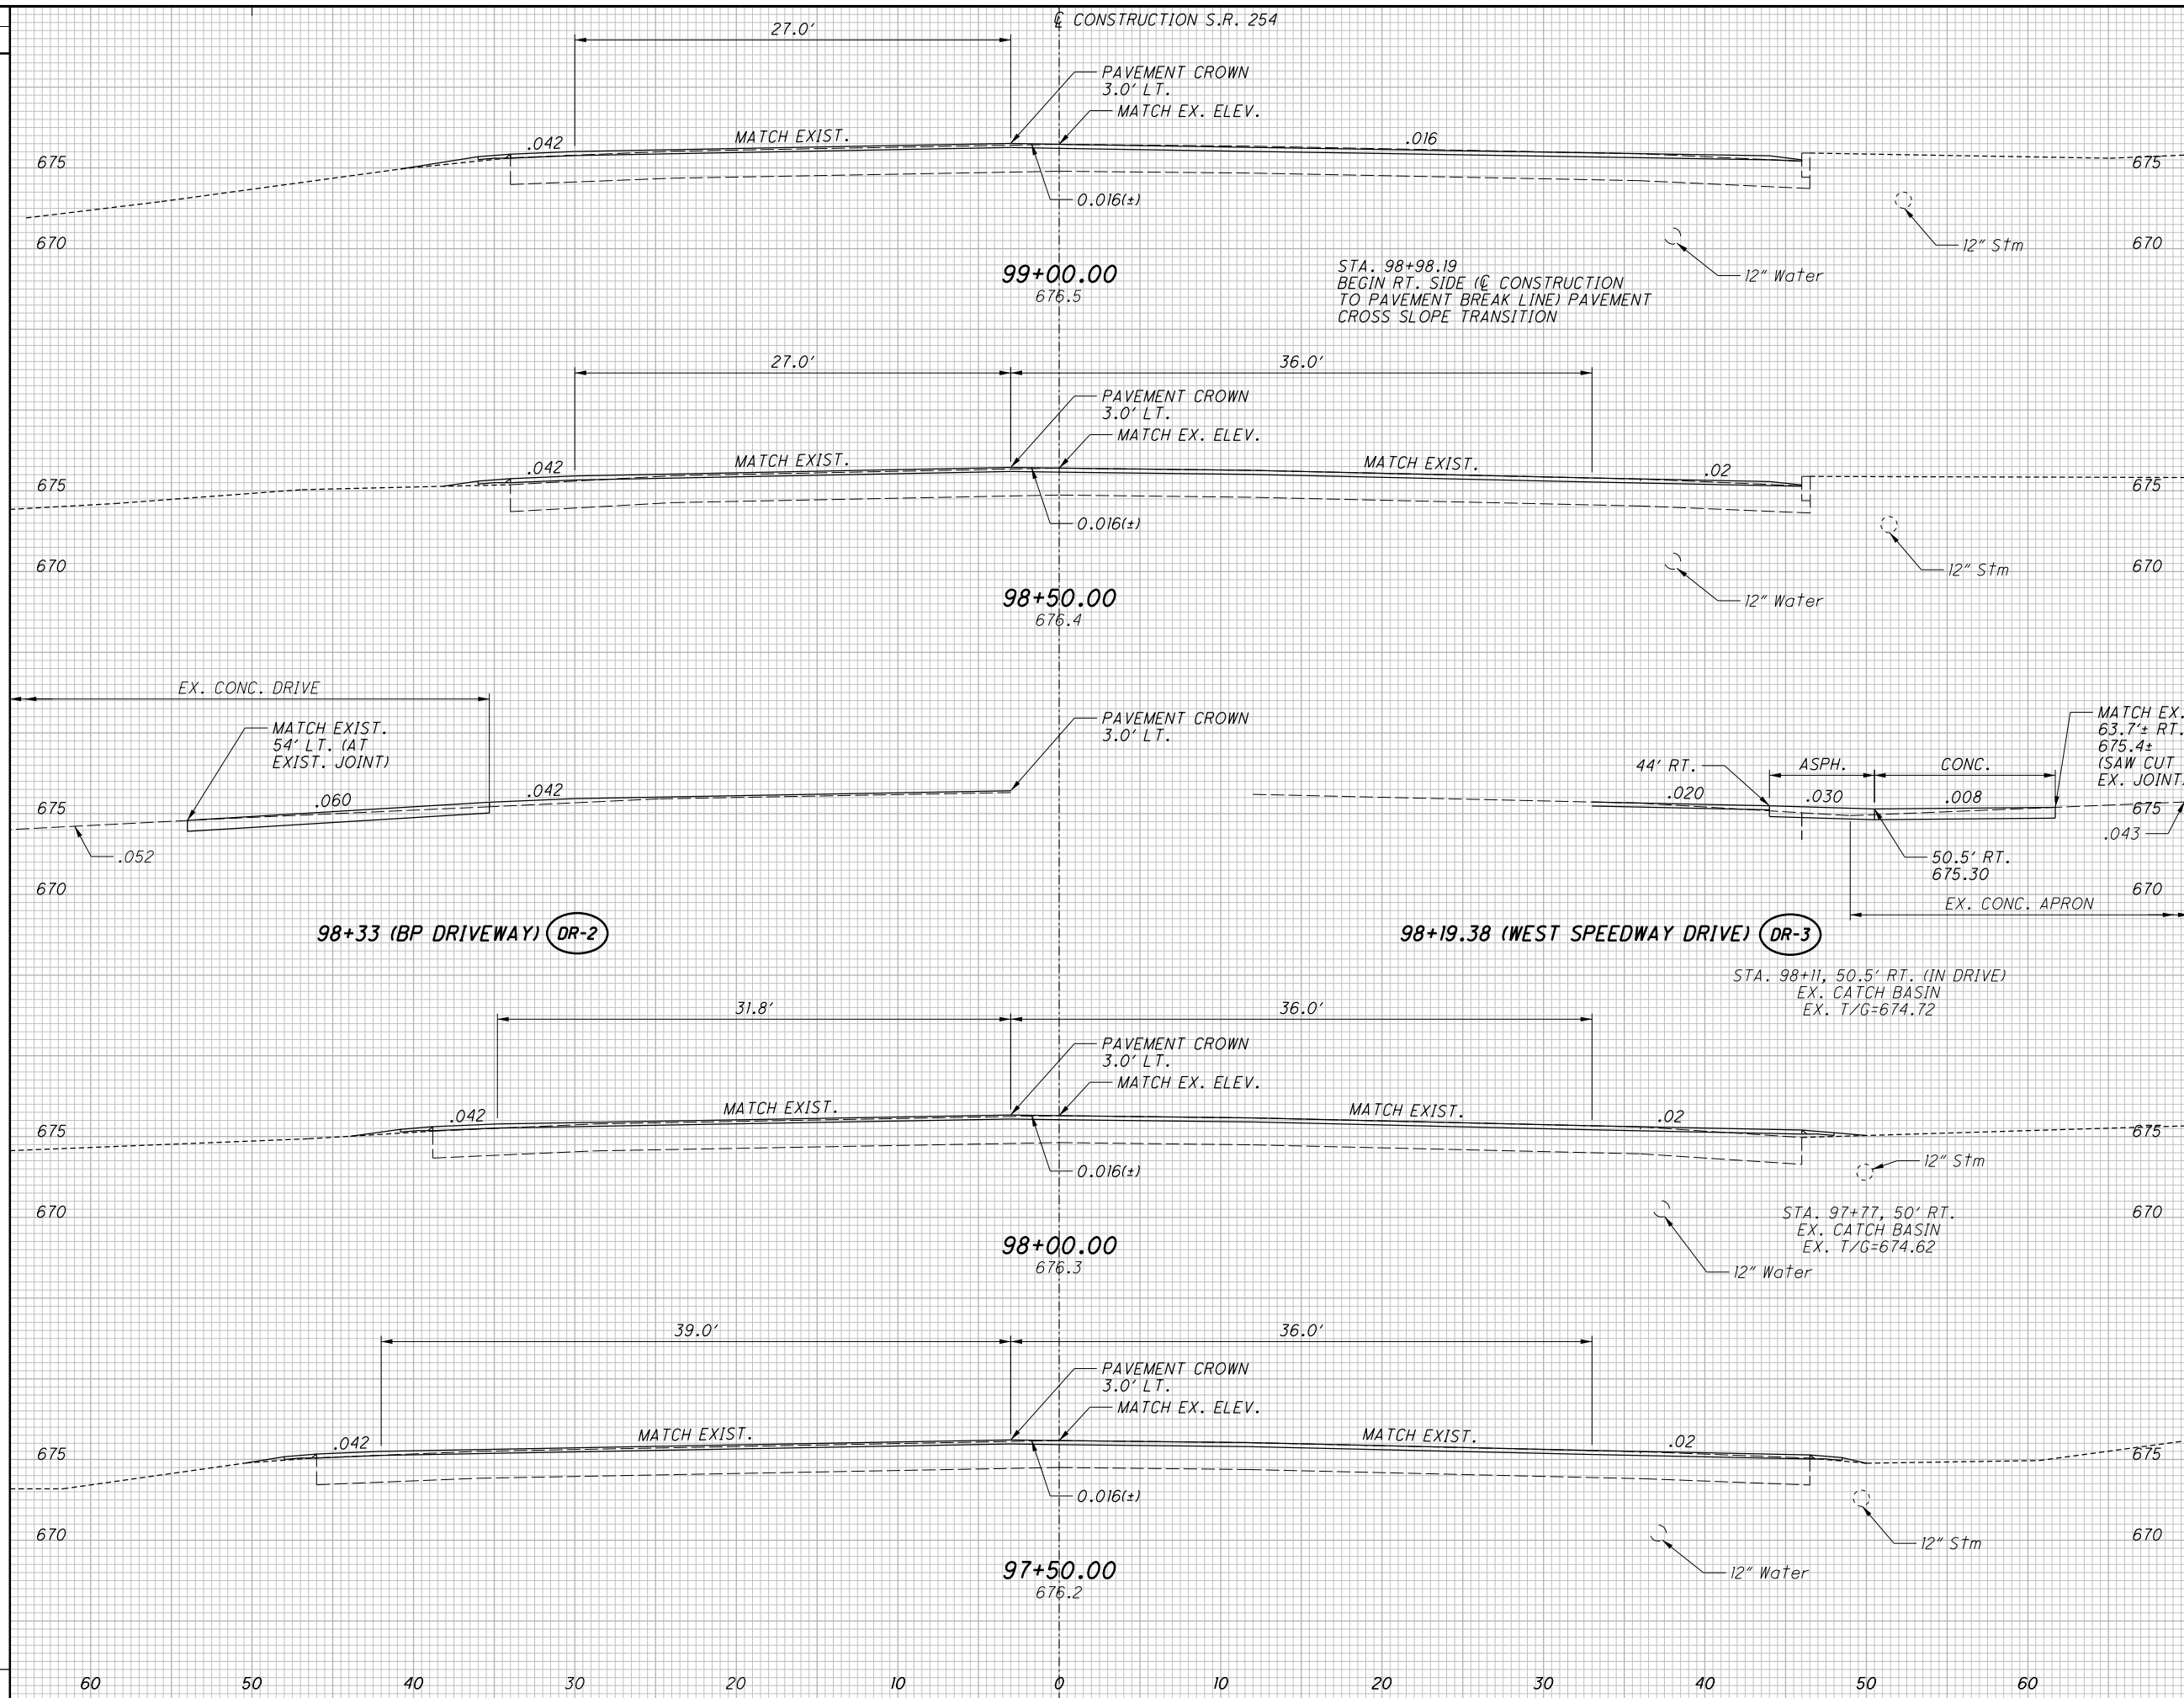 ℄ CONSTRUCTION S.R. 254
27.0'
PAVEMENT CROWN
3.0' LT.
MATCH EX. ELEV.
.042
MATCH EXIST.
.016
675
675
0.016(±)
670
670
12" Stm
12" Water
99+00.00
676.5
STA. 98+98.19
BEGIN RT. SIDE (℄ CONSTRUCTION
TO PAVEMENT BREAK LINE) PAVEMENT
CROSS SLOPE TRANSITION
27.0'
36.0'
PAVEMENT CROWN
3.0' LT.
MATCH EX. ELEV.
.042
MATCH EXIST.
MATCH EXIST.
.02
675
675
0.016(±)
670
670
12" Stm
12" Water
98+50.00
676.4
EX. CONC. DRIVE
MATCH EXIST.
54' LT. (AT
EXIST. JOINT)
PAVEMENT CROWN
3.0' LT.
MATCH EX.
63.7'± RT.
675.4±
(SAW CUT
EX. JOINT)
44' RT.
ASPH.
CONC.
.060
.042
.020
.030
.008
675
675
.052
.043
50.5' RT.
675.30
670
670
EX. CONC. APRON
98+33 (BP DRIVEWAY) DR-2
98+19.38 (WEST SPEEDWAY DRIVE) DR-3
STA. 98+11, 50.5' RT. (IN DRIVE)
EX. CATCH BASIN
EX. T/G=674.72
31.8'
36.0'
PAVEMENT CROWN
3.0' LT.
MATCH EX. ELEV.
.042
MATCH EXIST.
MATCH EXIST.
.02
675
675
0.016(±)
12" Stm
670
670
STA. 97+77, 50' RT.
EX. CATCH BASIN
EX. T/G=674.62
12" Water
98+00.00
676.3
39.0'
36.0'
PAVEMENT CROWN
3.0' LT.
MATCH EX. ELEV.
.042
MATCH EXIST.
MATCH EXIST.
.02
675
675
0.016(±)
670
670
12" Stm
12" Water
97+50.00
676.2
60 50 40 30 20 10 0 10 20 30 40 50 60